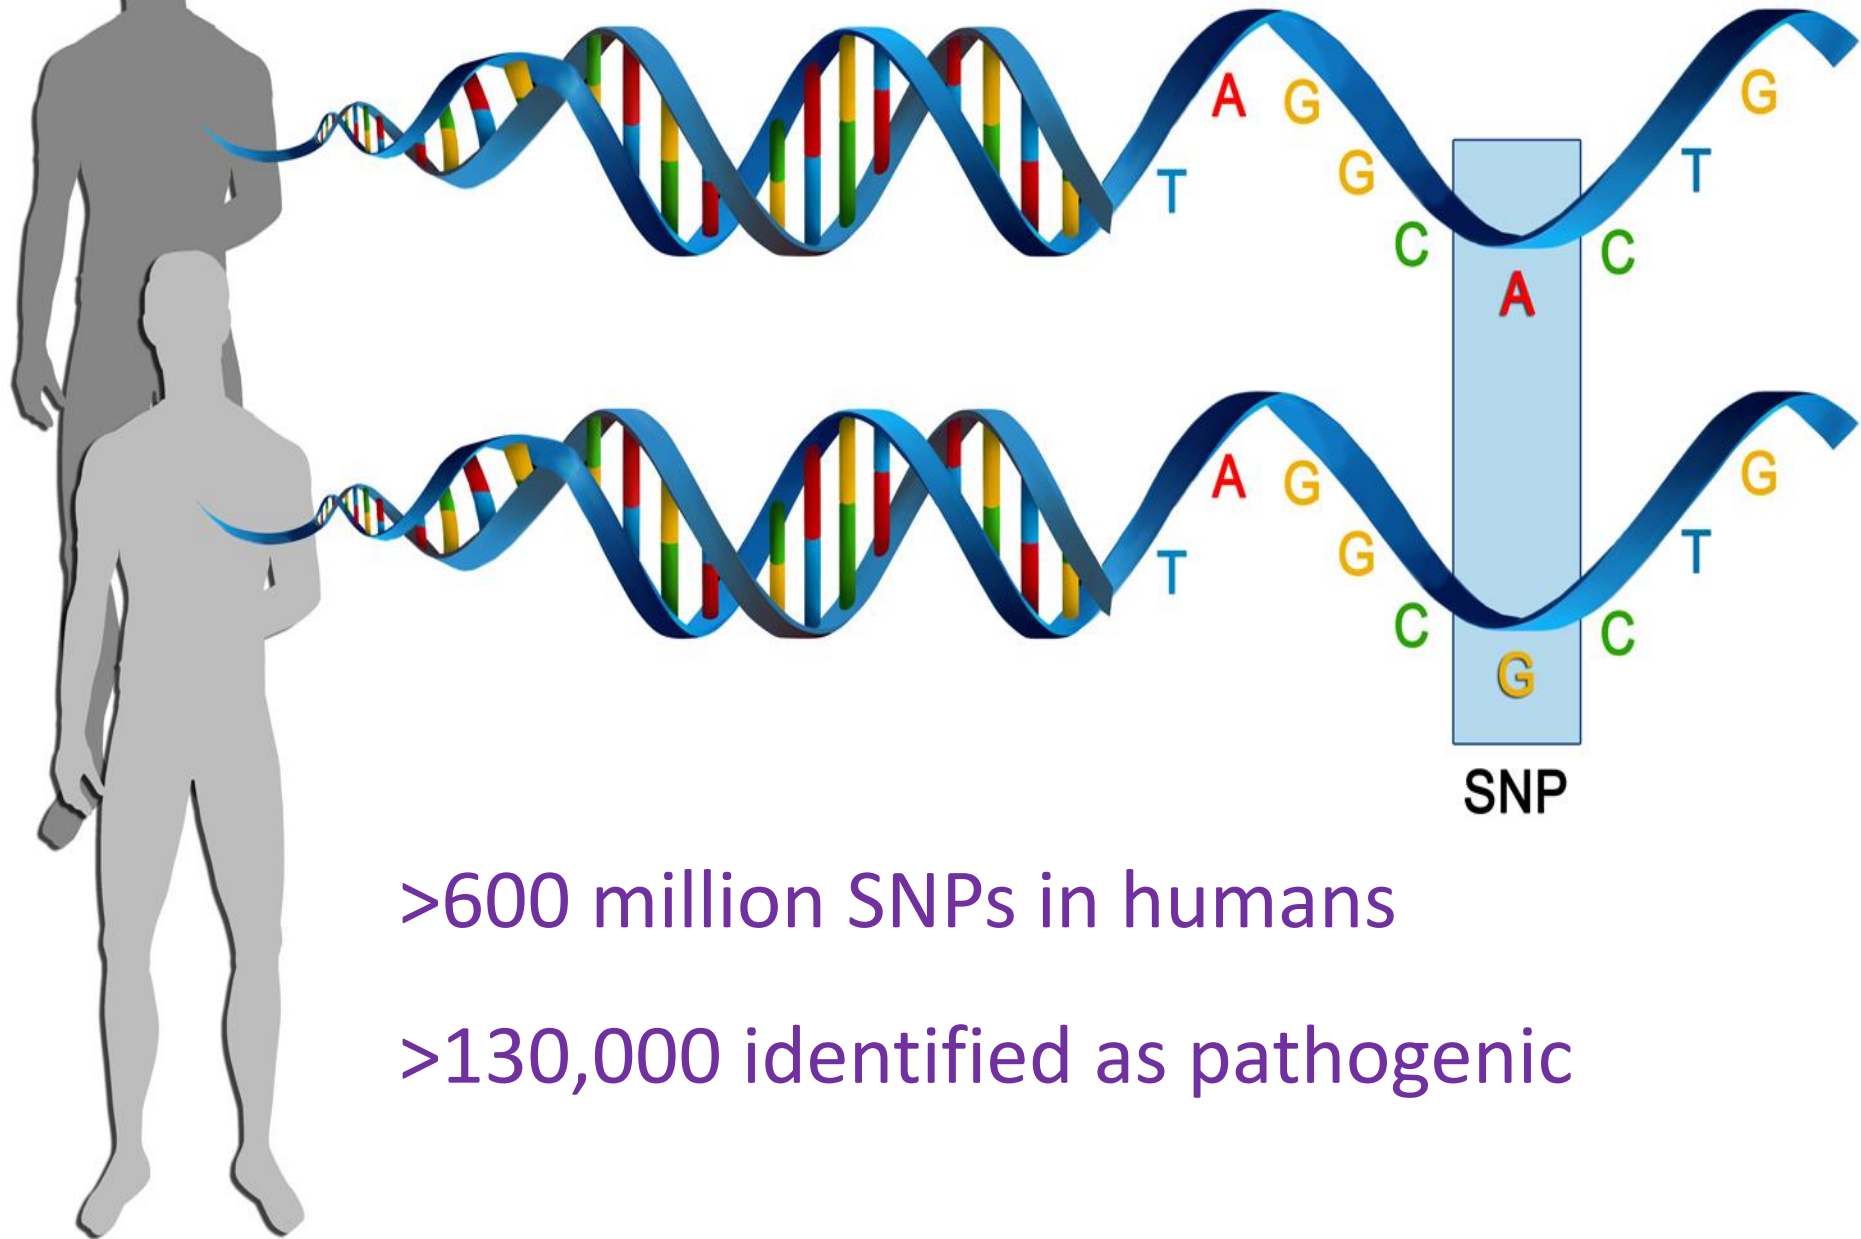 T A G G C A C T G
T A G G C G C T G
SNP
>600 million SNPs in humans
>130,000 identified as pathogenic